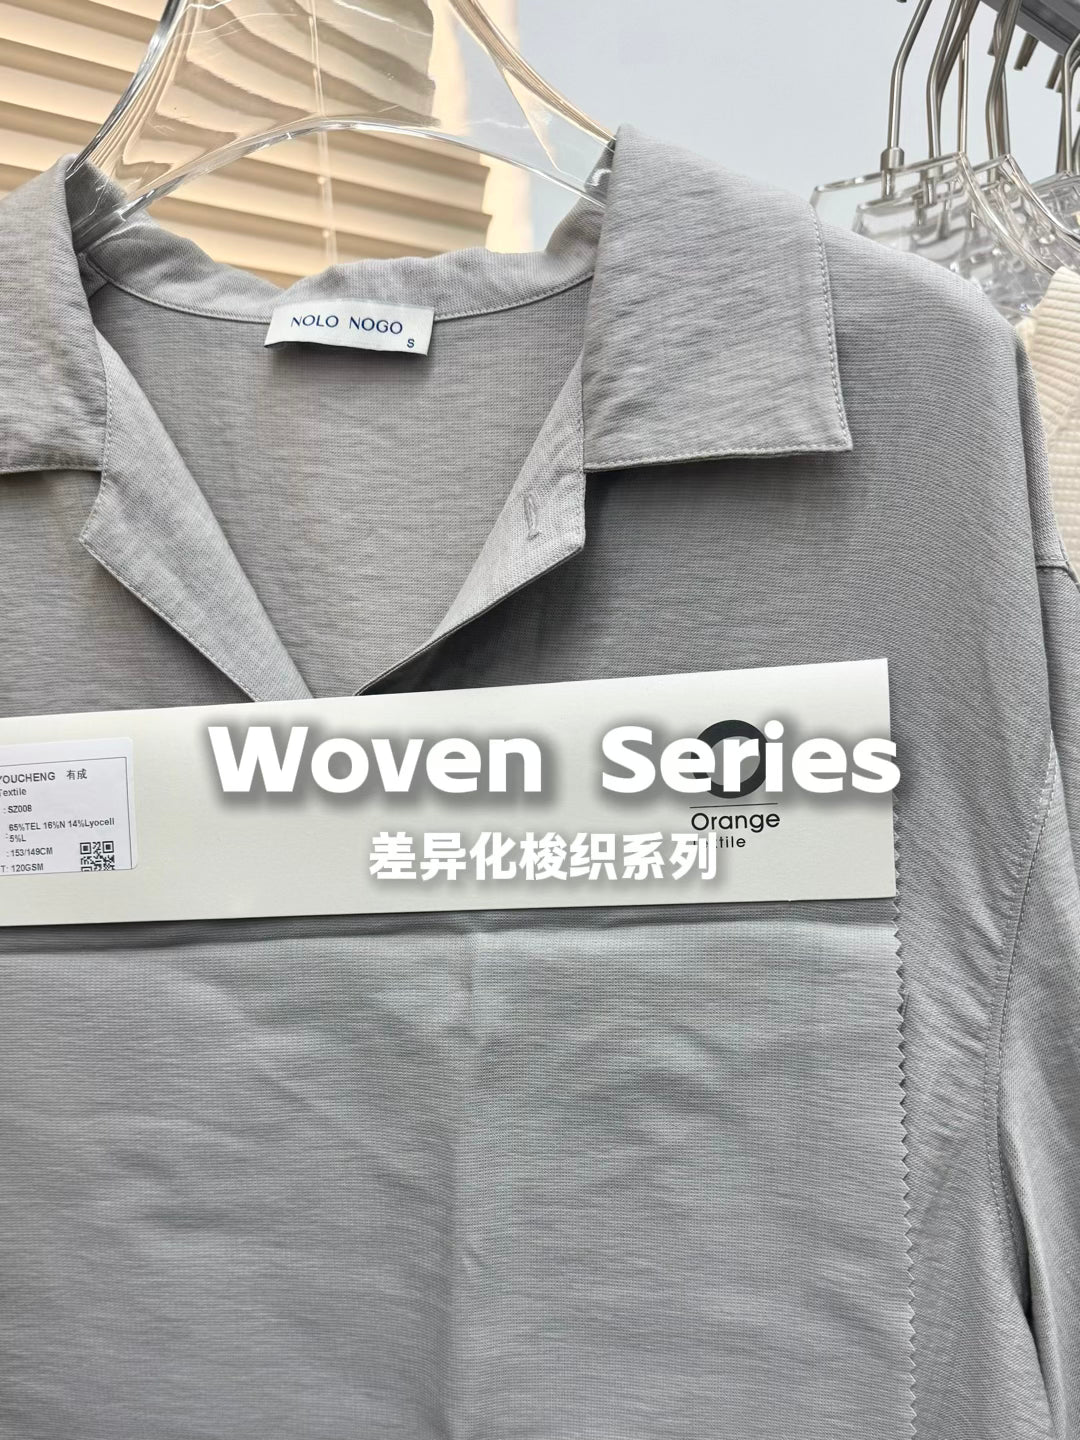 NOLO NOGO
S
Woven Series
差异化梭织系列
YOUCHENG 有成
Textile
: SZ008
: 65%TEL 16%N 14%Lyocell
5%L
: 153/149CM
T: 120GSM
Orange
Textile